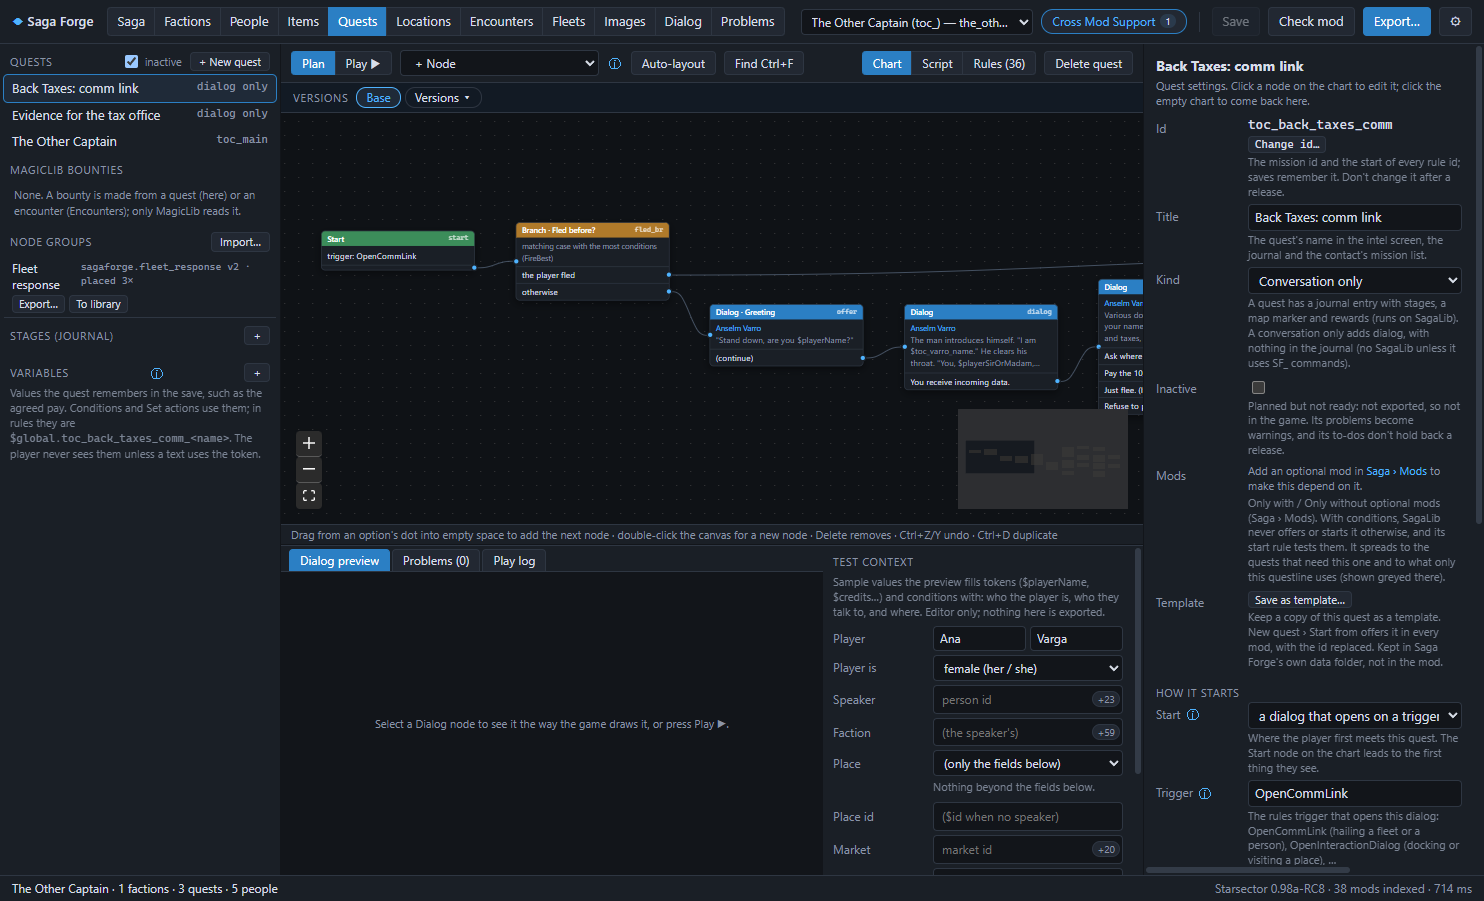 Saga Forge
Saga
Factions
People
Items
Quests
Locations
Encounters
Fleets
Images
Dialog
Problems
The Other Captain (toc_) — the_oth...
Cross Mod Support 1
Save
Check mod
Export...
QUESTS
inactive
+ New quest
Back Taxes: comm link
dialog only
Evidence for the tax office
dialog only
The Other Captain
toc_main
MAGICLIB BOUNTIES
None. A bounty is made from a quest (here) or an
encounter (Encounters); only MagicLib reads it.
NODE GROUPS
Import...
Fleet
response
sagaforge.fleet_response v2 ·
placed 3×
Export...
To library
STAGES (JOURNAL)
+
VARIABLES
+
Values the quest remembers in the save, such as the
agreed pay. Conditions and Set actions use them; in
rules they are
$global.toc_back_taxes_comm_<name>. The
player never sees them unless a text uses the token.
Plan
Play ▶
+ Node
Auto-layout
Find Ctrl+F
Chart
Script
Rules (36)
Delete quest
VERSIONS
Base
Versions
Start
start
trigger: OpenCommLink
Branch · Fled before?
fled_br
matching case with the most conditions
(FireBest)
the player fled
otherwise
Dialog · Greeting
offer
Anselm Varro
"Stand down, are you $playerName?"
(continue)
Dialog
dialog
Anselm Varro
The man introduces himself. "I am
$toc_varro_name." He clears his
throat. "You, $playerSirOrMadam,...
You receive incoming data.
Dialog
Anselm Var
Various do
your name
and taxes,
Ask where
Pay the 10
Just flee. (
Refuse to p
Drag from an option's dot into empty space to add the next node · double-click the canvas for a new node · Delete removes · Ctrl+Z/Y undo · Ctrl+D duplicate
Dialog preview
Problems (0)
Play log
Select a Dialog node to see it the way the game draws it, or press Play ▶.
TEST CONTEXT
Sample values the preview fills tokens ($playerName,
$credits...) and conditions with: who the player is, who they
talk to, and where. Editor only; nothing here is exported.
Player
Ana
Varga
Player is
female (her / she)
Speaker
person id
+23
Faction
(the speaker's)
+59
Place
(only the fields below)
Nothing beyond the fields below.
Place id
($id when no speaker)
Market
market id
+20
Back Taxes: comm link
Quest settings. Click a node on the chart to edit it; click the
empty chart to come back here.
Id
toc_back_taxes_comm
Change id...
The mission id and the start of every rule id;
saves remember it. Don't change it after a
release.
Title
Back Taxes: comm link
The quest's name in the intel screen, the
journal and the contact's mission list.
Kind
Conversation only
A quest has a journal entry with stages, a
map marker and rewards (runs on SagaLib).
A conversation only adds dialog, with
nothing in the journal (no SagaLib unless it
uses SF_ commands).
Inactive
Planned but not ready: not exported, so not
in the game. Its problems become
warnings, and its to-dos don't hold back a
release.
Mods
Add an optional mod in Saga › Mods to
make this depend on it.
Only with / Only without optional mods
(Saga › Mods). With conditions, SagaLib
never offers or starts it otherwise, and its
start rule tests them. It spreads to the
quests that need this one and to what only
this questline uses (shown greyed there).
Template
Save as template...
Keep a copy of this quest as a template.
New quest › Start from offers it in every
mod, with the id replaced. Kept in Saga
Forge's own data folder, not in the mod.
HOW IT STARTS
Start
a dialog that opens on a trigger
Where the player first meets this quest. The
Start node on the chart leads to the first
thing they see.
Trigger
OpenCommLink
The rules trigger that opens this dialog:
OpenCommLink (hailing a fleet or a
person), OpenInteractionDialog (docking or
visiting a place), ...
The Other Captain · 1 factions · 3 quests · 5 people
Starsector 0.98a-RC8 · 38 mods indexed · 714 ms